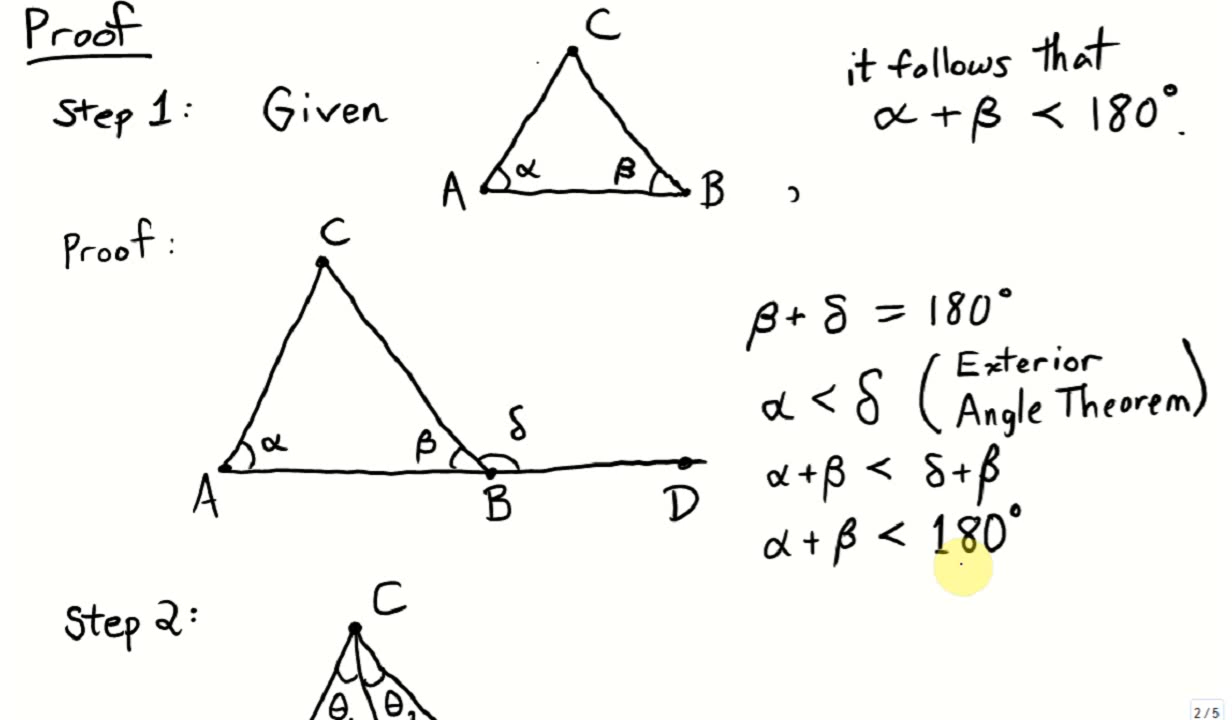 Proof
Step 1: Given
C
A α β B ,
it follows that
α + β < 180°.
Proof:
C
α β δ
A B D
β + δ = 180°
α < δ (Exterior
Angle Theorem)
α + β < δ + β
α + β < 180°
Step 2:
C
θ θ
2/5